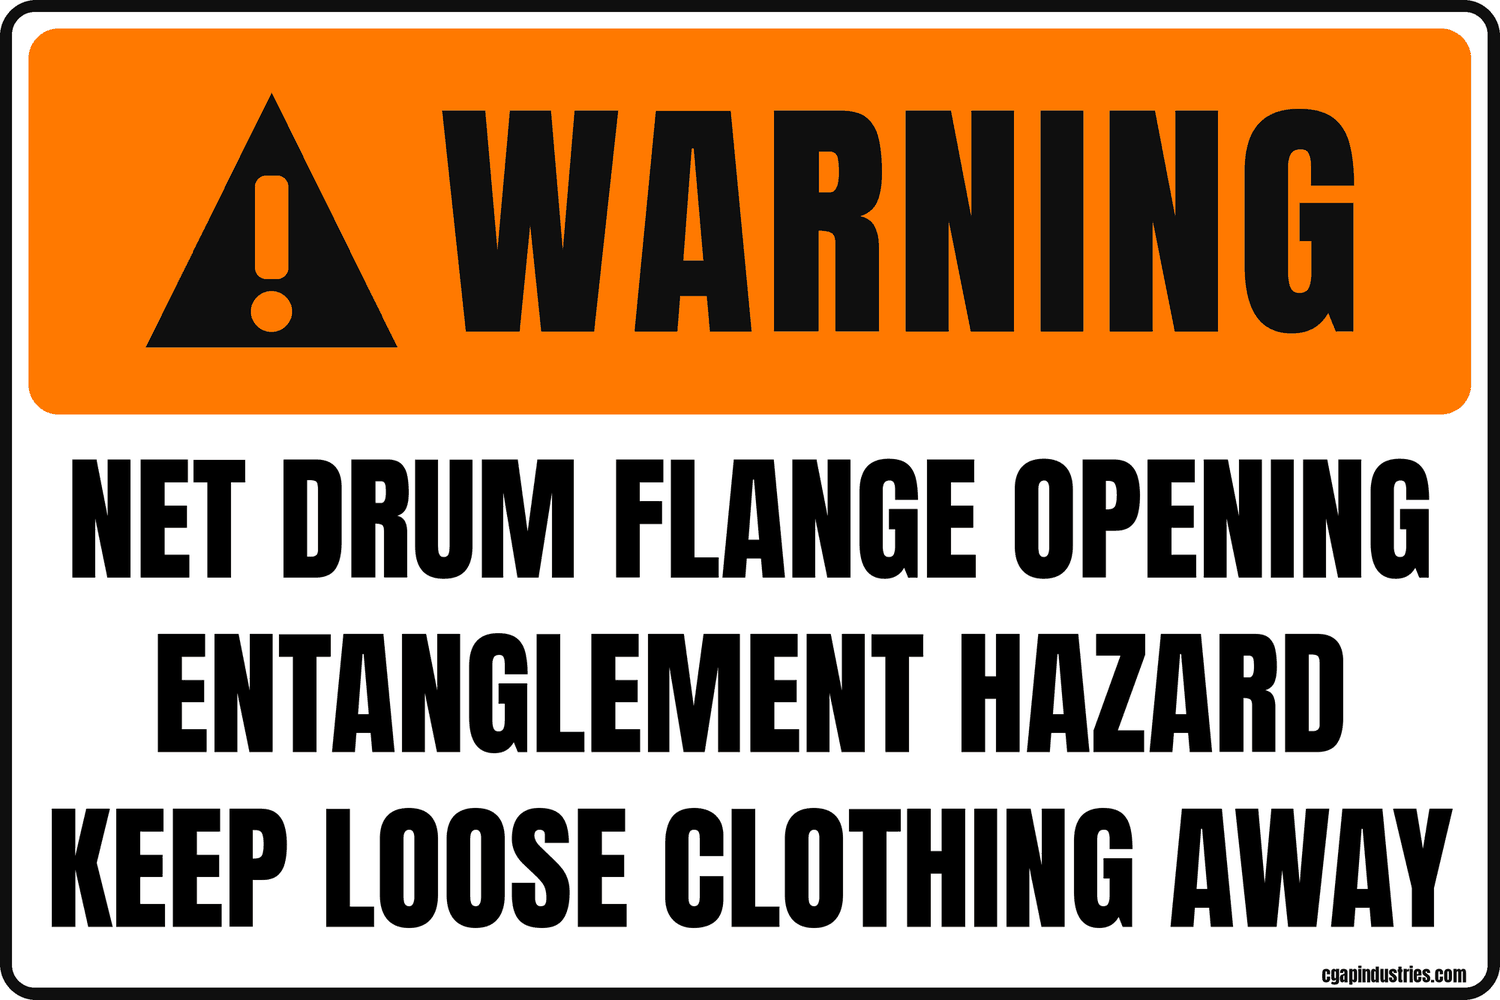 WARNING
NET DRUM FLANGE OPENING
ENTANGLEMENT HAZARD
KEEP LOOSE CLOTHING AWAY
cgapindustries.com